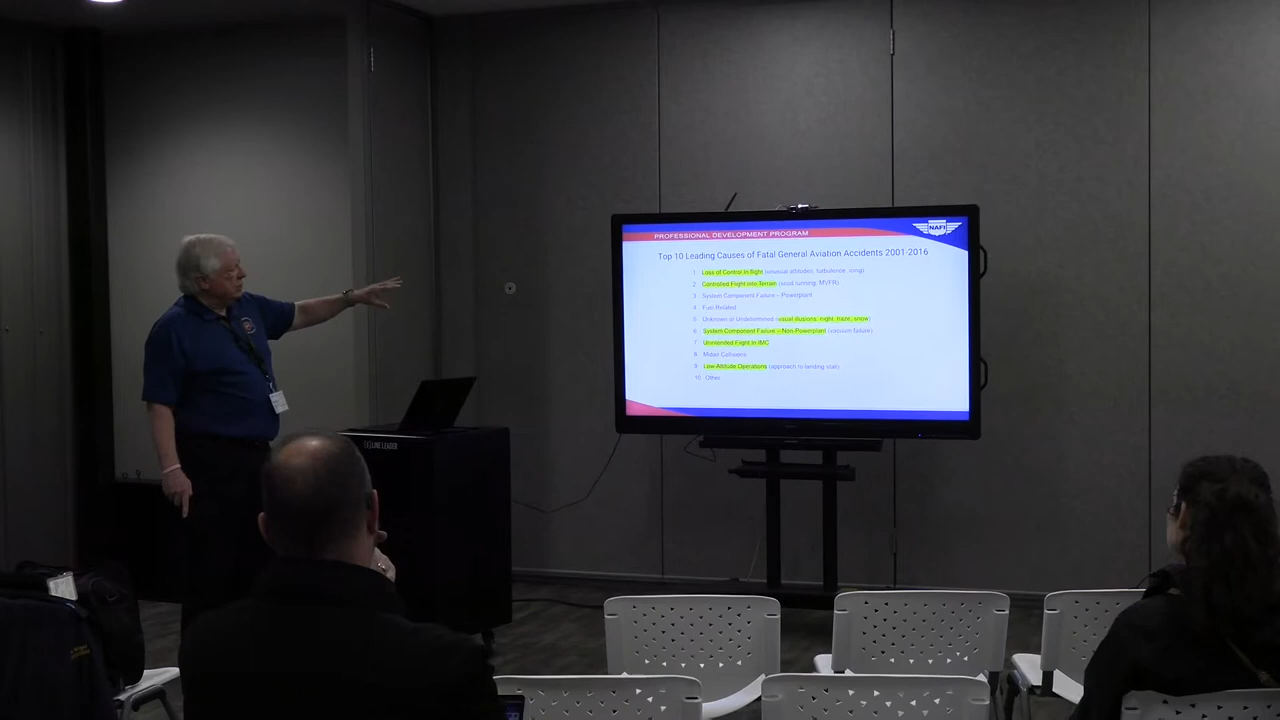 PROFESSIONAL DEVELOPMENT PROGRAM
NAFI
Top 10 Leading Causes of Fatal General Aviation Accidents 2001-2016
1 Loss of Control In flight (unusual attitudes, turbulence, icing)
2 Controlled Flight into Terrain (scud running, MVFR)
3 System Component Failure – Powerplant
4 Fuel Related
5 Unknown or Undetermined (visual illusions: night, haze, snow)
6 System Component Failure – Non-Powerplant (vacuum failure)
7 Unintended Flight In IMC
8 Midair Collisions
9 Low-Altitude Operations (approach to landing stall)
10 Other
LINE LEADER